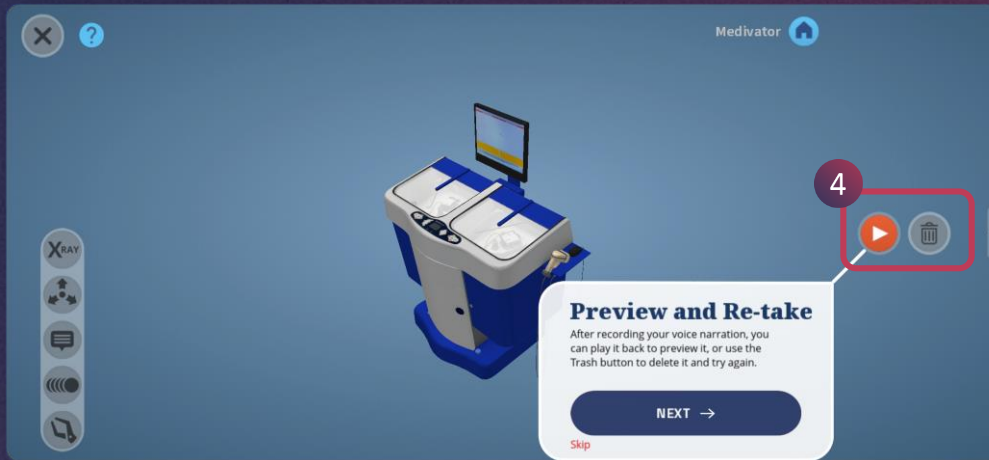 ?
Medivator
4
XRAY
Preview and Re-take
After recording your voice narration, you
can play it back to preview it, or use the
Trash button to delete it and try again.
NEXT →
Skip